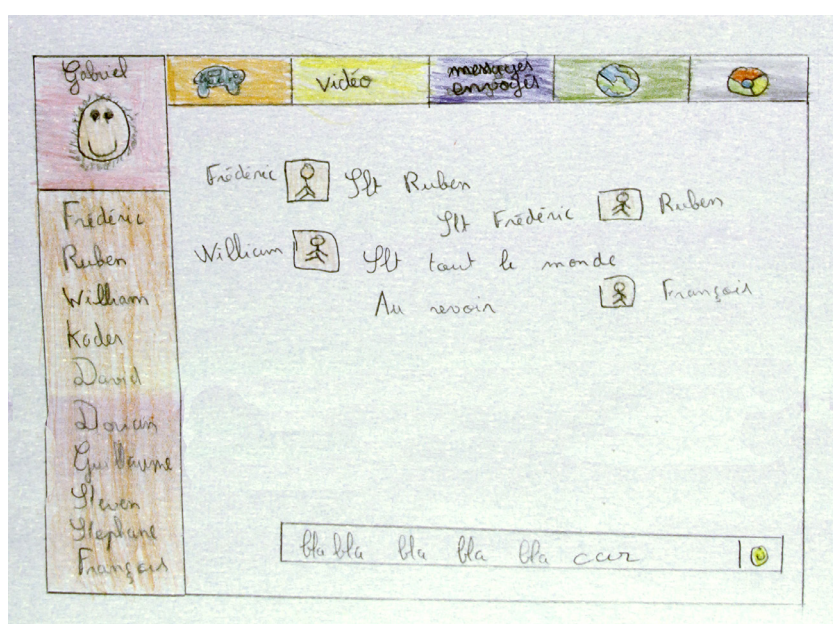 Gabriel
vidéo
messages
envoyés
Frédéric
Ruben
William
Kader
David
Dorian
Guillaume
Steven
Stephane
François
Frédéric Slt Ruben
Slt Frédéric Ruben
William Slt tout le monde
Au revoir François
bla bla bla bla bla car